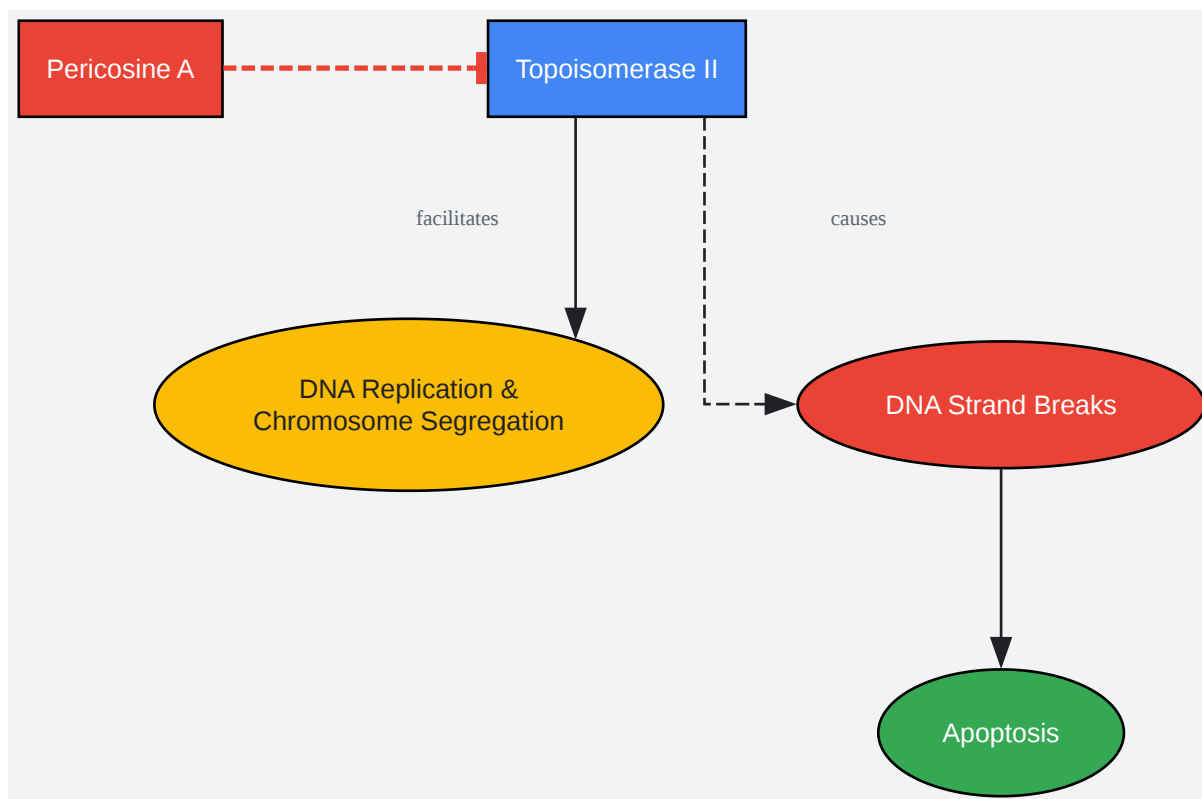 Pericosine A
Topoisomerase II
facilitates
causes
DNA Replication &
Chromosome Segregation
DNA Strand Breaks
Apoptosis